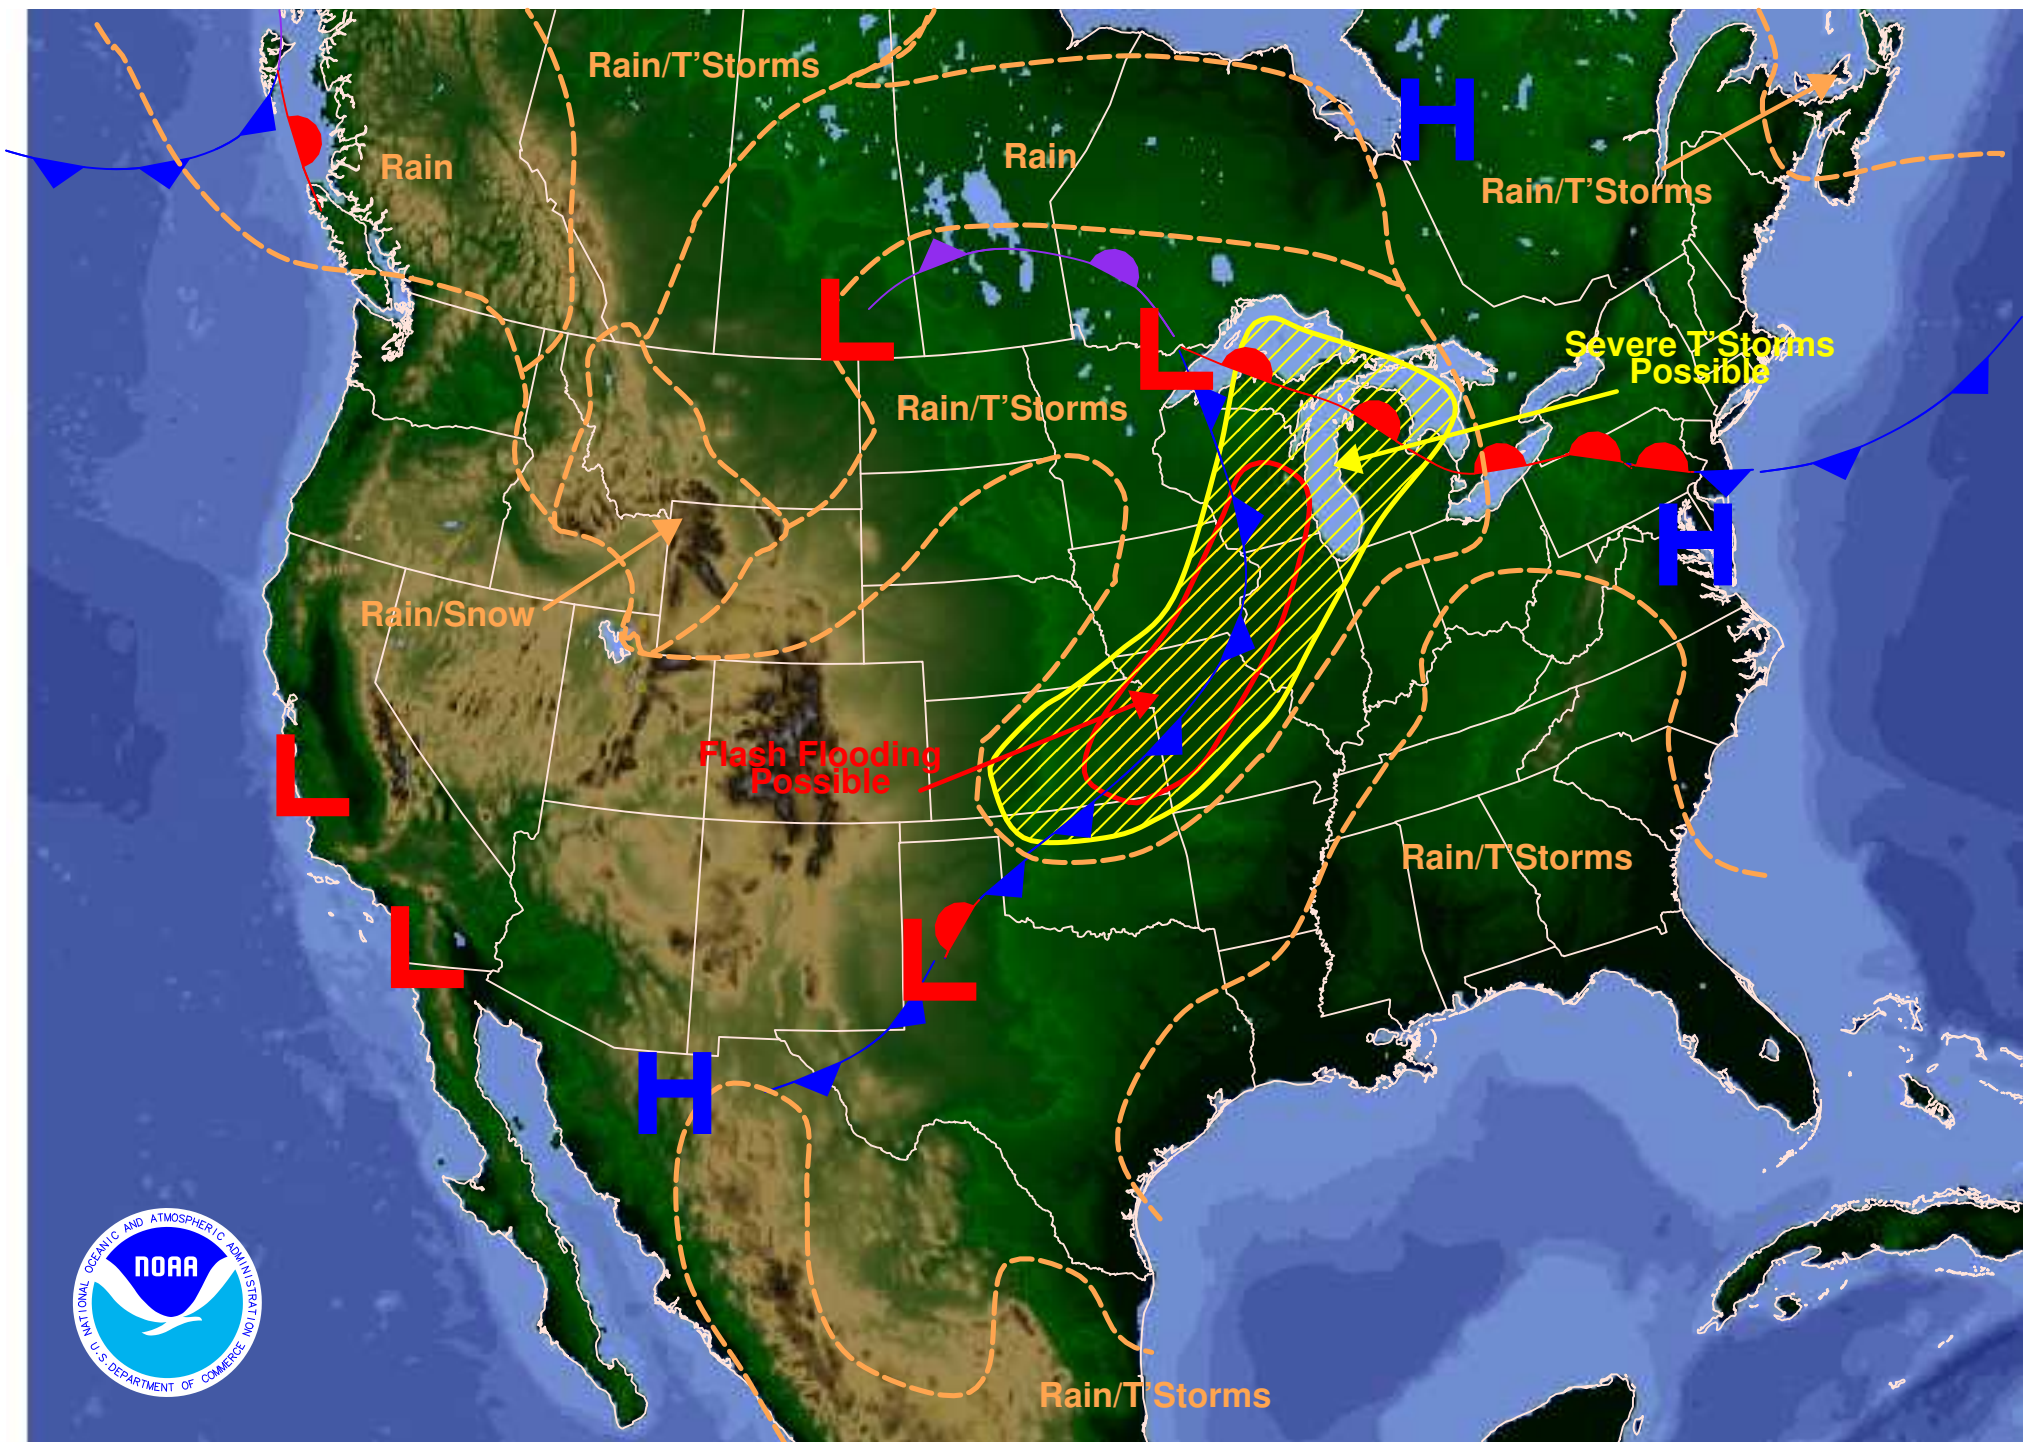 Rain/T'Storms
H
Rain
Rain
Rain/T'Storms
L
L
Severe T'Storms
Possible
Rain/T'Storms
H
Rain/Snow
Flash Flooding
Possible
L
Rain/T'Storms
L
L
H
Rain/T'Storms
NATIONAL OCEANIC AND ATMOSPHERIC ADMINISTRATION
NOAA
U.S. DEPARTMENT OF COMMERCE